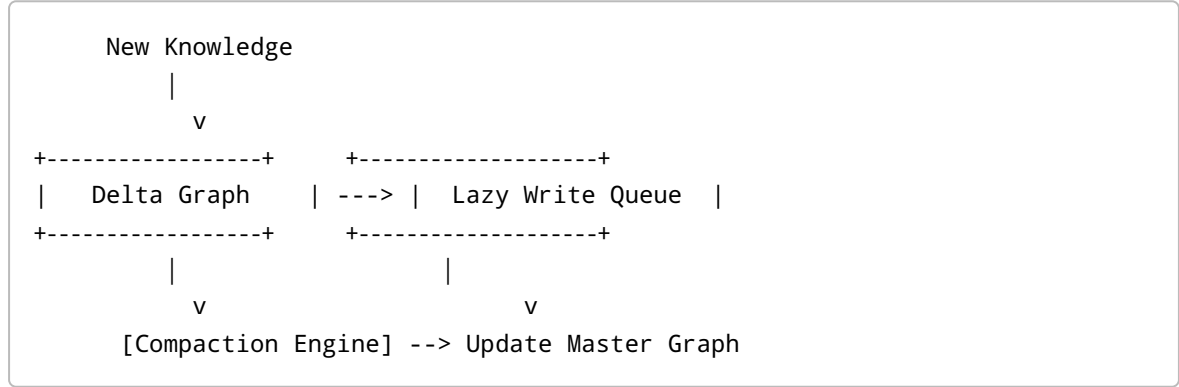 New Knowledge
|
v
+------------------+ +--------------------+
| Delta Graph | ---> | Lazy Write Queue |
+------------------+ +--------------------+
| |
v v
[Compaction Engine] --> Update Master Graph